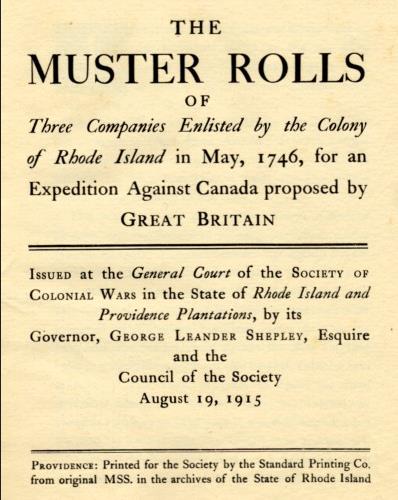 THE
MUSTER ROLLS
OF
Three Companies Enlisted by the Colony
of Rhode Island in May, 1746, for an
Expedition Against Canada proposed by
GREAT BRITAIN
ISSUED at the General Court of the SOCIETY OF
COLONIAL WARS in the State of Rhode Island and
Providence Plantations, by its
Governor, GEORGE LEANDER SHEPLEY, Esquire
and the
Council of the Society
August 19, 1915
PROVIDENCE: Printed for the Society by the Standard Printing Co.
from original MSS. in the archives of the State of Rhode Island